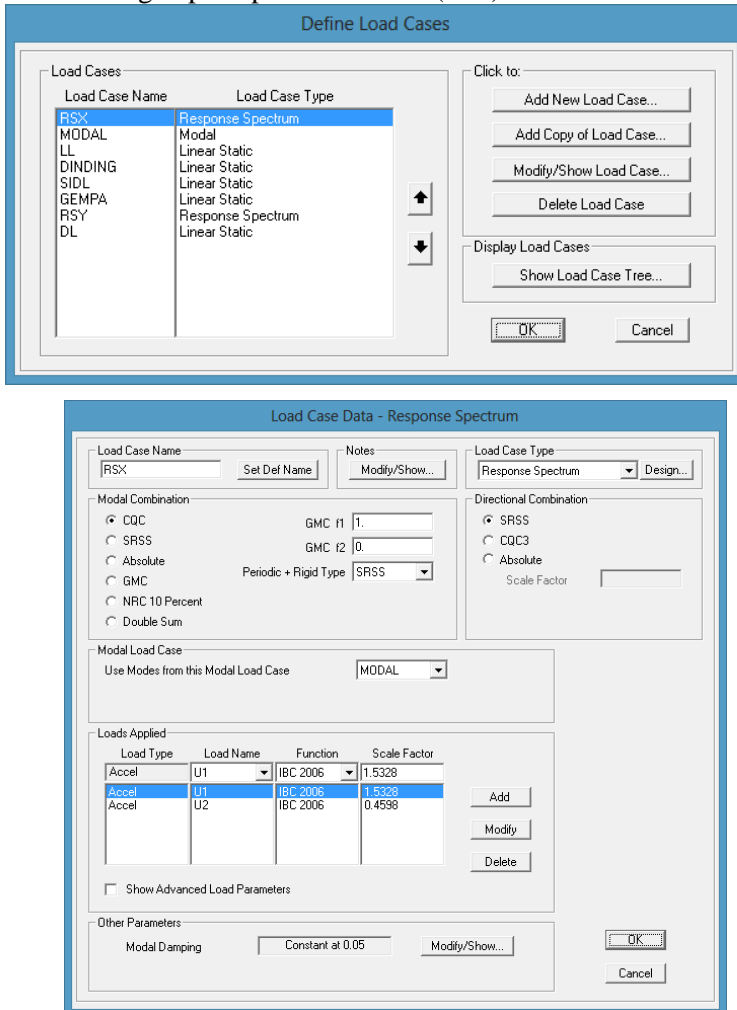 Define Load Cases
Load Cases
Load Case Name Load Case Type
RSX Response Spectrum
MODAL Modal
LL Linear Static
DINDING Linear Static
SIDL Linear Static
GEMPA Linear Static
RSY Response Spectrum
DL Linear Static
Click to:
Add New Load Case...
Add Copy of Load Case...
Modify/Show Load Case...
Delete Load Case
Display Load Cases
Show Load Case Tree...
OK Cancel
Load Case Data - Response Spectrum
Load Case Name
RSX Set Def Name
Notes
Modify/Show...
Load Case Type
Response Spectrum Design...
Modal Combination
CQC
SRSS
Absolute
GMC
NRC 10 Percent
Double Sum
GMC f1 1.
GMC f2 0.
Periodic + Rigid Type SRSS
Directional Combination
SRSS
CQC3
Absolute
Scale Factor
Modal Load Case
Use Modes from this Modal Load Case MODAL
Loads Applied
Load Type Load Name Function Scale Factor
Accel U1 IBC 2006 1.5328
Accel U1 IBC 2006 1.5328
Accel U2 IBC 2006 0.4598
Add
Modify
Delete
Show Advanced Load Parameters
Other Parameters
Modal Damping Constant at 0.05 Modify/Show...
OK
Cancel